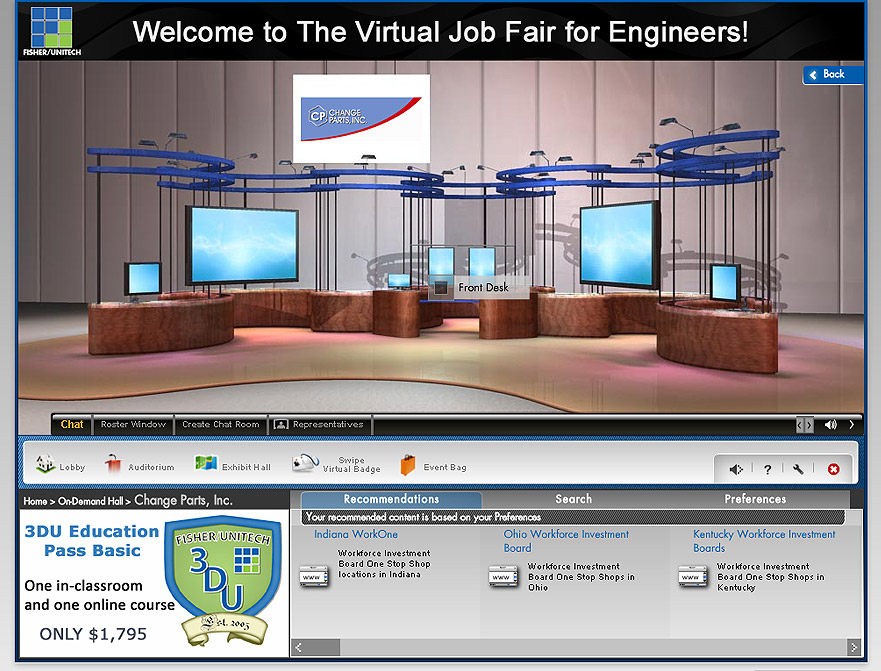 FISHER/UNITECH
Welcome to The Virtual Job Fair for Engineers!
Back
CP CHANGE
PARTS, INC.
Front Desk
Chat Roster Window Create Chat Room Representatives
Lobby Auditorium Exhibit Hall Swipe
Virtual Badge Event Bag
?
Home > On-Demand Hall > Change Parts, Inc.
Recommendations Search Preferences
Your recommended content is based on your Preferences
3DU Education
Pass Basic
One in-classroom
and one online course
ONLY $1,795
FISHER UNITECH
3DU
Est. 2005
Indiana WorkOne
www
Workforce Investment
Board One Stop Shop
locations in Indiana
Ohio Workforce Investment
Board
www
Workforce Investment
Board One Stop Shops in
Ohio
Kentucky Workforce Investment
Boards
www
Workforce Investment
Board One Stop Shops in
Kentucky